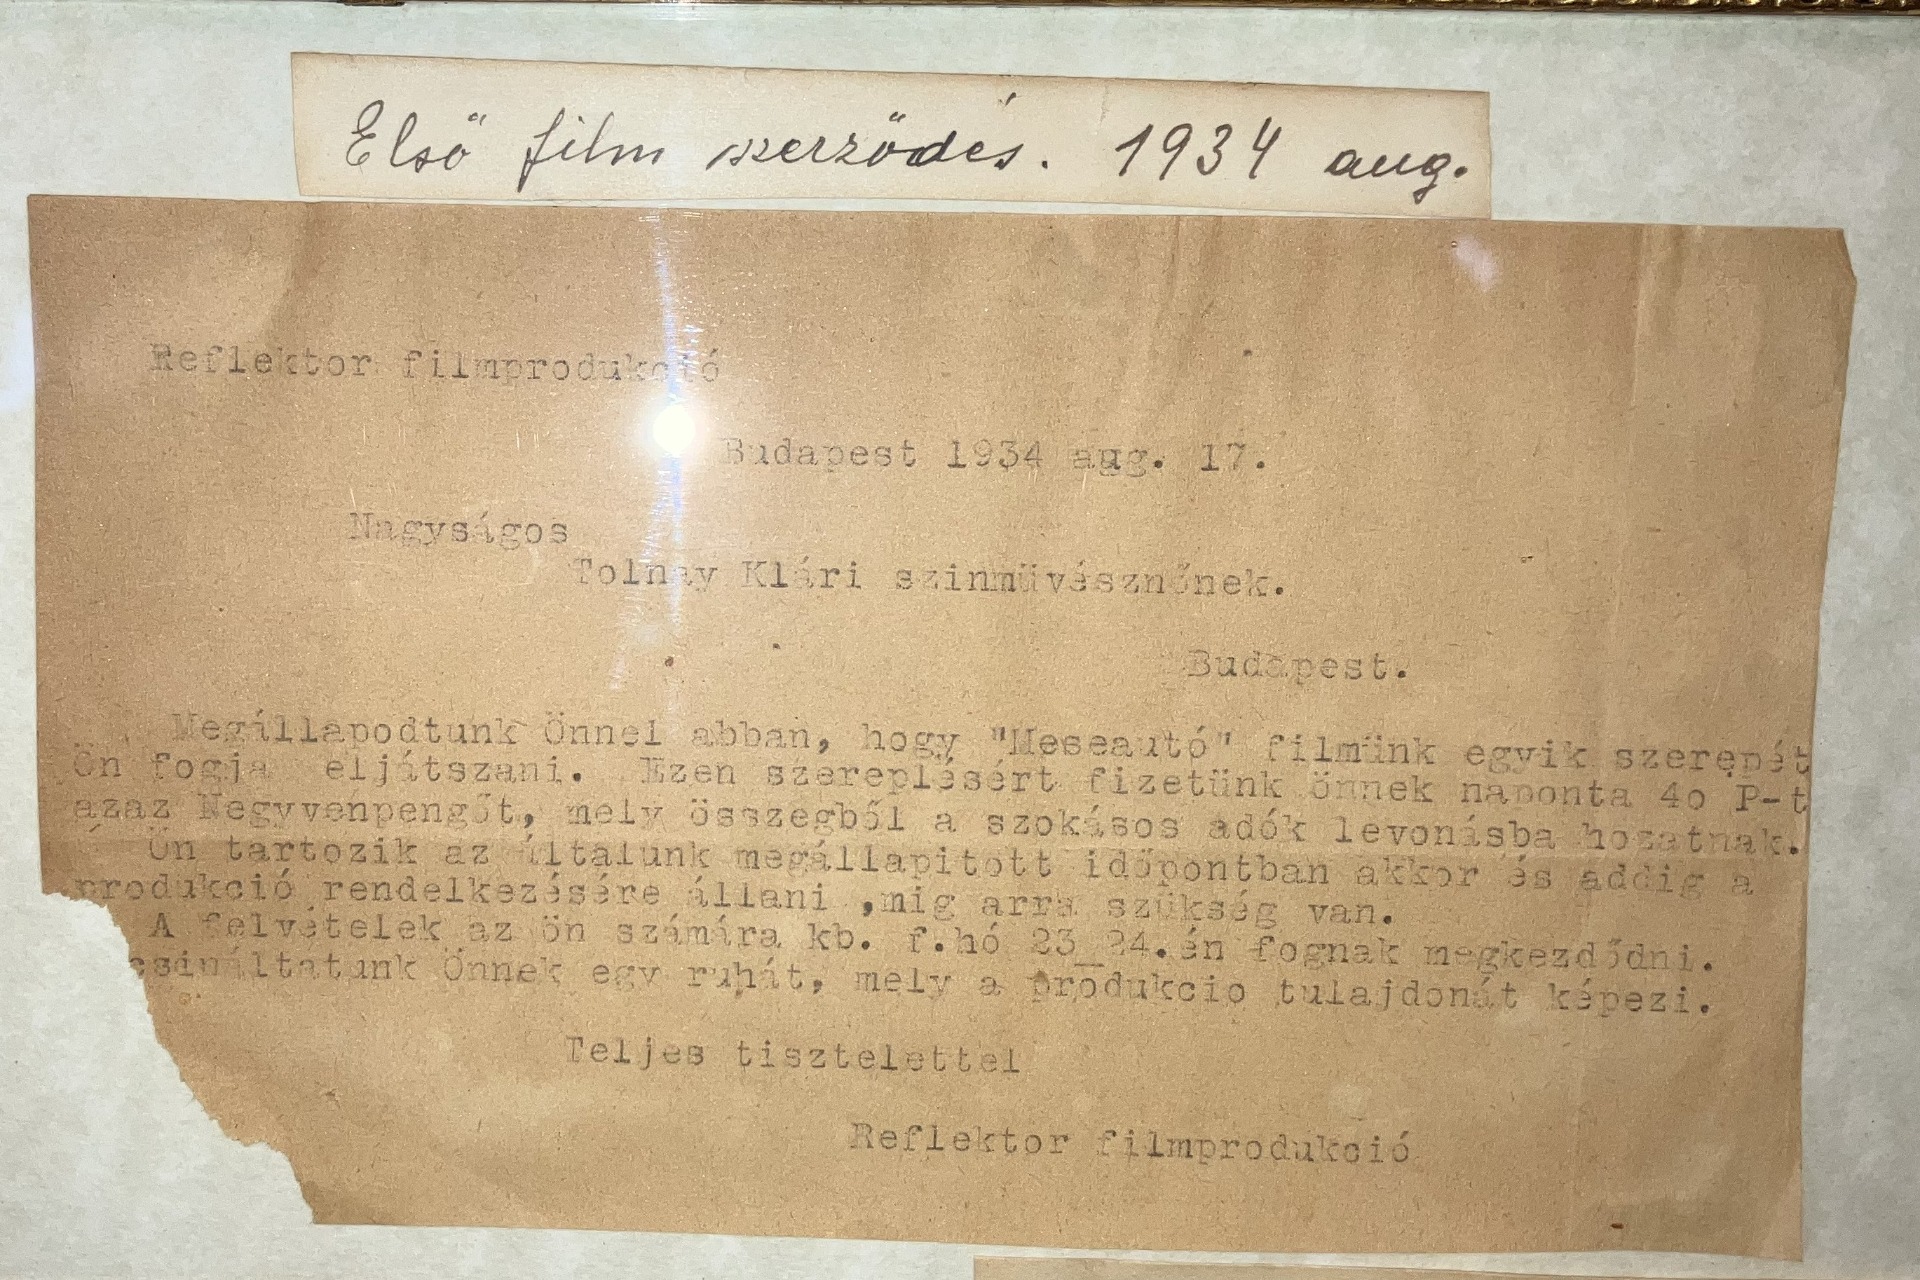 Első film szerződés. 1934 aug.
Reflektor filmprodukció
Budapest 1934 aug. 17.
Nagyságos
Tolnay Klári szinmüvésznőnek.
Budapest.
Megállapodtunk Önnel abban, hogy "Meseautó" filmünk egyik szerepét
Ön fogja eljátszani. Ezen szereplésért fizetünk önnek naponta 4o P-t
azaz Negyvenpengőt, mely összegből a szokásos adók levonásba hozatnak.
Ön tartozik az általunk megállapitott időpontban akkor és addig a
produkció rendelkezésére állani ,mig arra szükség van.
A felvételek az ön számára kb. f.hó 23_24.én fognak megkezdődni.
csináltatunk Önnek egy ruhát, mely a produkcio tulajdonát képezi.
Teljes tisztelettel
Reflektor filmprodukció